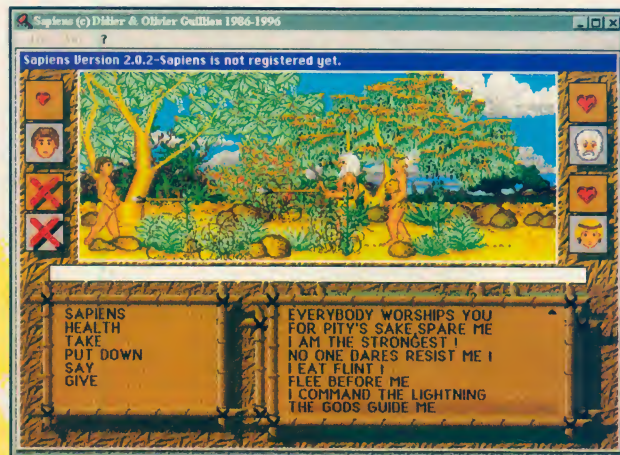 Sapiens (c) Didier & Olivier Guillion 1986-1996
?
Sapiens Version 2.0.2-Sapiens is not registered yet.
SAPIENS
HEALTH
TAKE
PUT DOWN
SAY
GIVE
EVERYBODY WORSHIPS YOU
FOR PITY'S SAKE SPARE ME
I AM THE STRONGEST !
NO ONE DARES RESIST ME !
I EAT FLINT !
FLEE BEFORE ME
I COMMAND THE LIGHTNING
THE GODS GUIDE ME